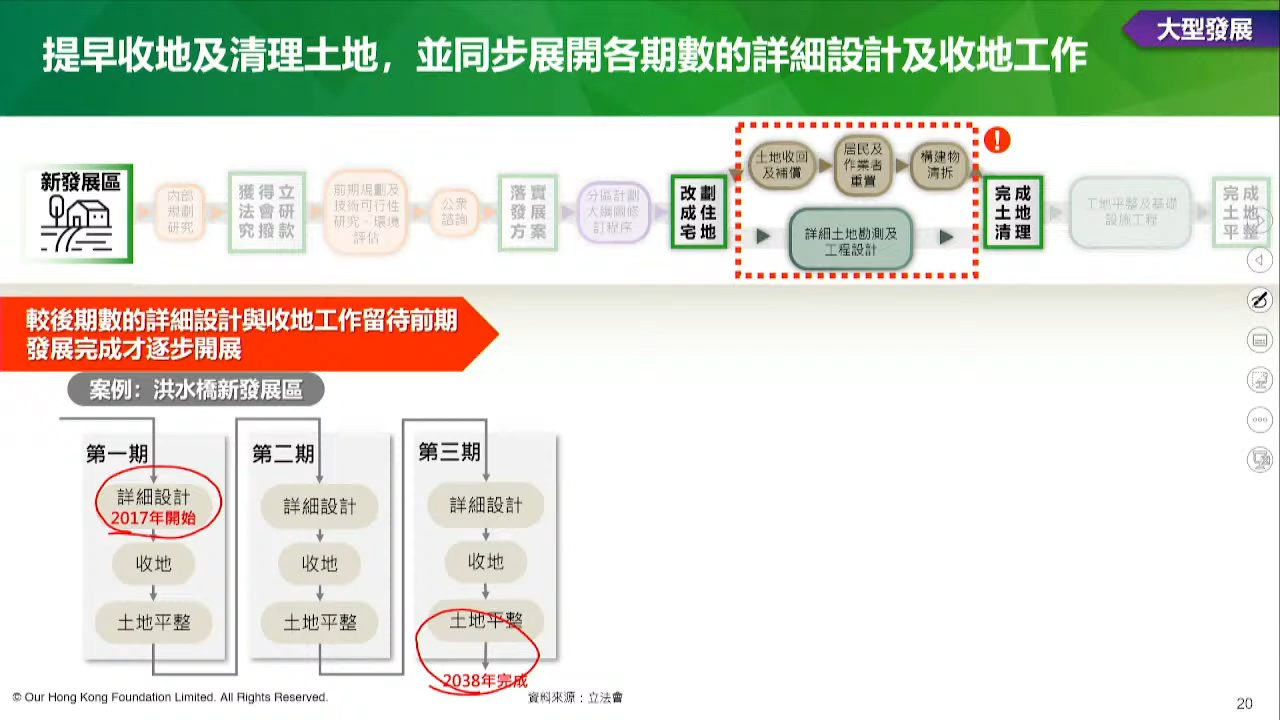 大型發展
提早收地及清理土地，並同步展開各期數的詳細設計及收地工作
新發展區
內部
規劃
研究
獲得立
法會研
究撥款
前期規劃及
技術可行性
研究、環境
評估
公眾
諮詢
落實
發展
方案
分區計劃
大綱圖修
訂程序
改劃
成住
宅地
土地收回
及補償
居民及
作業者
重置
構建物
清拆
!
詳細土地勘測及
工程設計
完成
土地
清理
工地平整及基礎
設施工程
完成
土地
平整
較後期數的詳細設計與收地工作留待前期
發展完成才逐步開展
案例：洪水橋新發展區
第一期
詳細設計
2017年開始
收地
土地平整
第二期
詳細設計
收地
土地平整
第三期
詳細設計
收地
土地平整
2038年完成
© Our Hong Kong Foundation Limited. All Rights Reserved.
資料來源：立法會
20